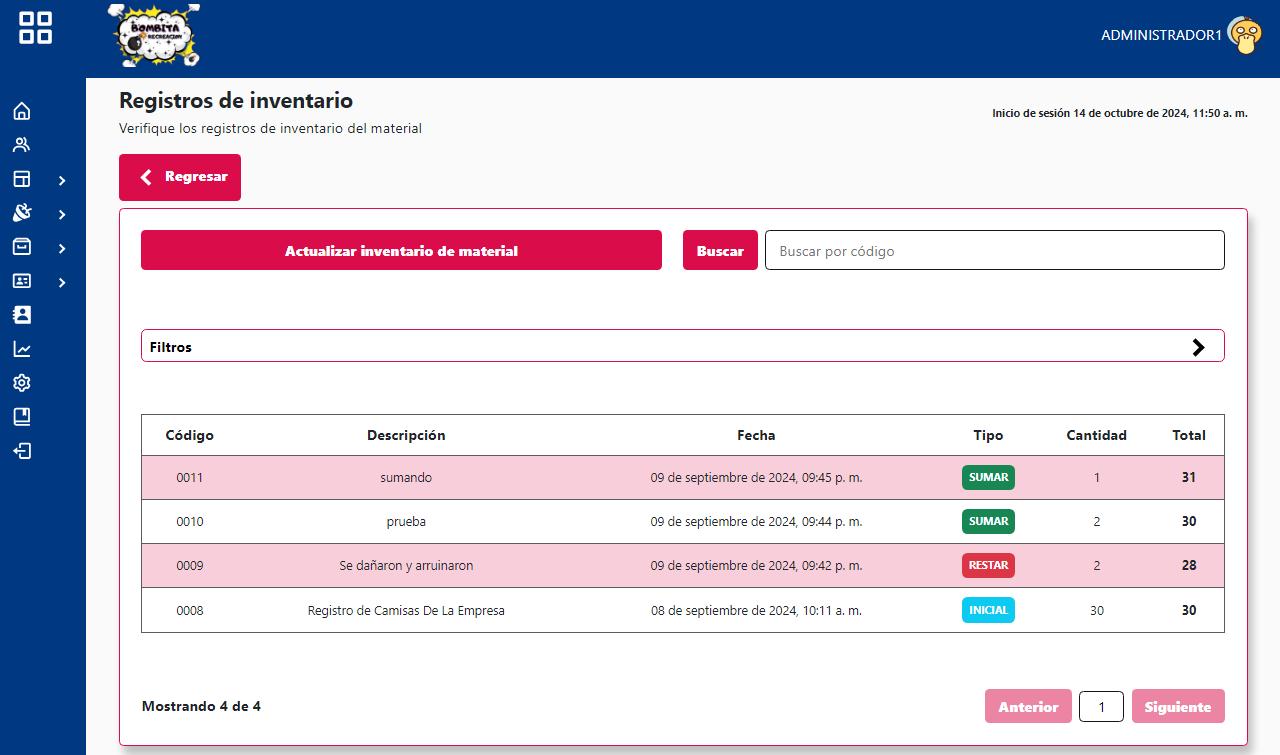 BOMBITA
RECREACION
ADMINISTRADOR1
Registros de inventario
Verifique los registros de inventario del material
Inicio de sesión 14 de octubre de 2024, 11:50 a. m.
Regresar
Actualizar inventario de material
Buscar
Buscar por código
Filtros
Código Descripción Fecha Tipo Cantidad Total
0011 sumando 09 de septiembre de 2024, 09:45 p. m. SUMAR 1 31
0010 prueba 09 de septiembre de 2024, 09:44 p. m. SUMAR 2 30
0009 Se dañaron y arruinaron 09 de septiembre de 2024, 09:42 p. m. RESTAR 2 28
0008 Registro de Camisas De La Empresa 08 de septiembre de 2024, 10:11 a. m. INICIAL 30 30
Mostrando 4 de 4
Anterior 1 Siguiente